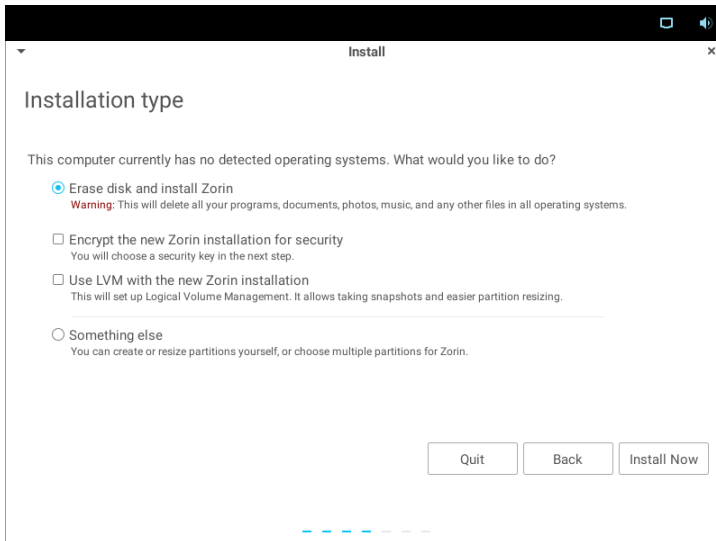 Install
Installation type
This computer currently has no detected operating systems. What would you like to do?
Erase disk and install Zorin
Warning: This will delete all your programs, documents, photos, music, and any other files in all operating systems.
Encrypt the new Zorin installation for security
You will choose a security key in the next step.
Use LVM with the new Zorin installation
This will set up Logical Volume Management. It allows taking snapshots and easier partition resizing.
Something else
You can create or resize partitions yourself, or choose multiple partitions for Zorin.
Quit
Back
Install Now